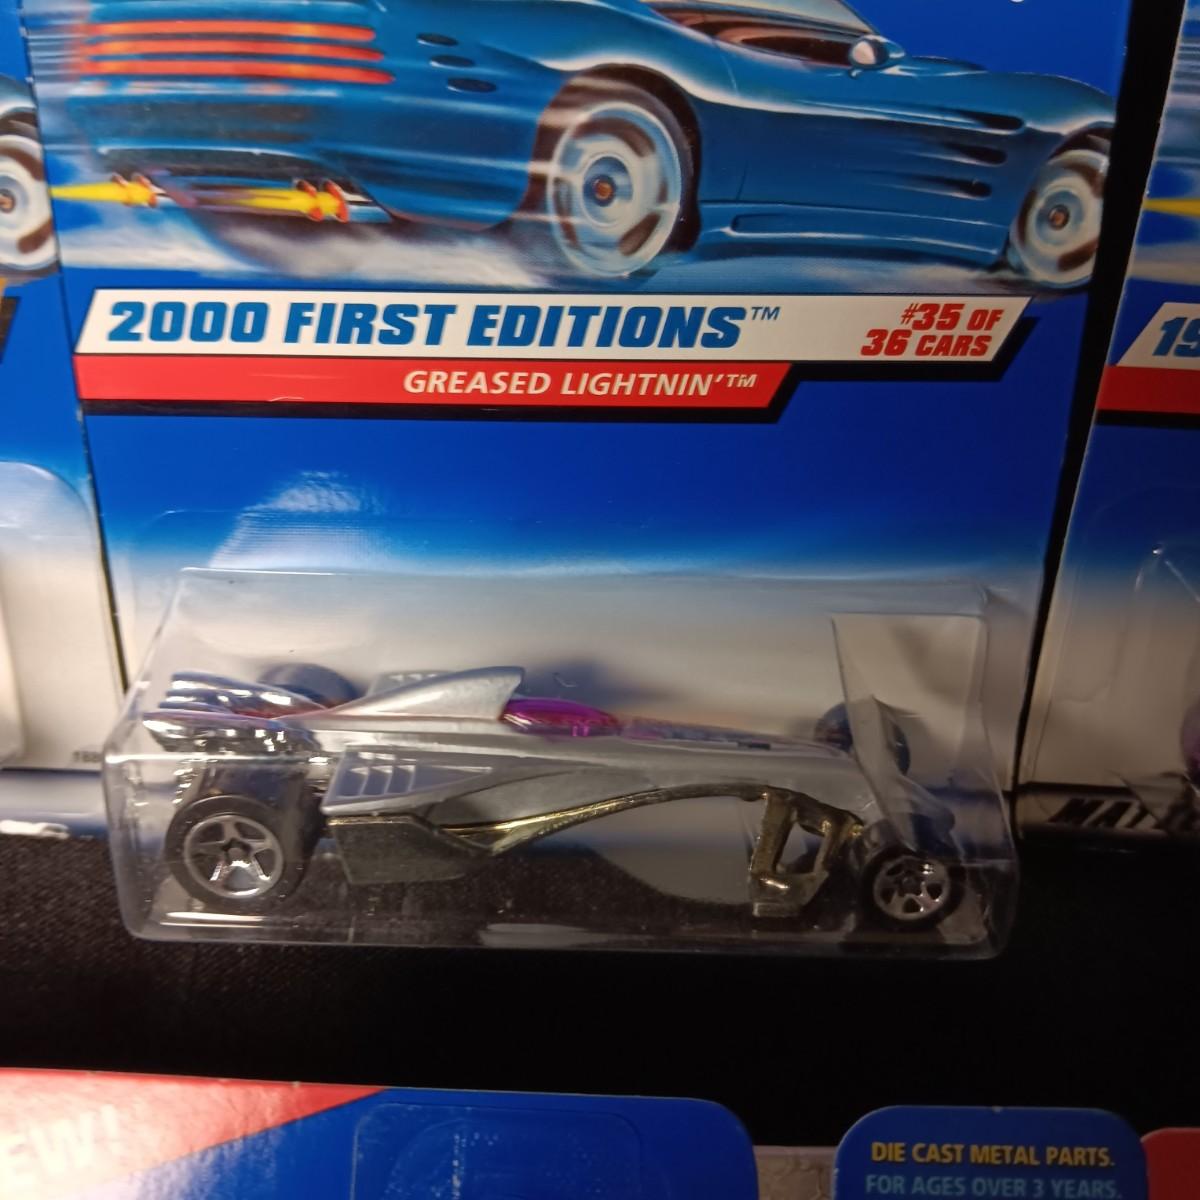 2000 FIRST EDITIONS™
#35 OF
36 CARS
GREASED LIGHTNIN'™
DIE CAST METAL PARTS.
FOR AGES OVER 3 YEARS.